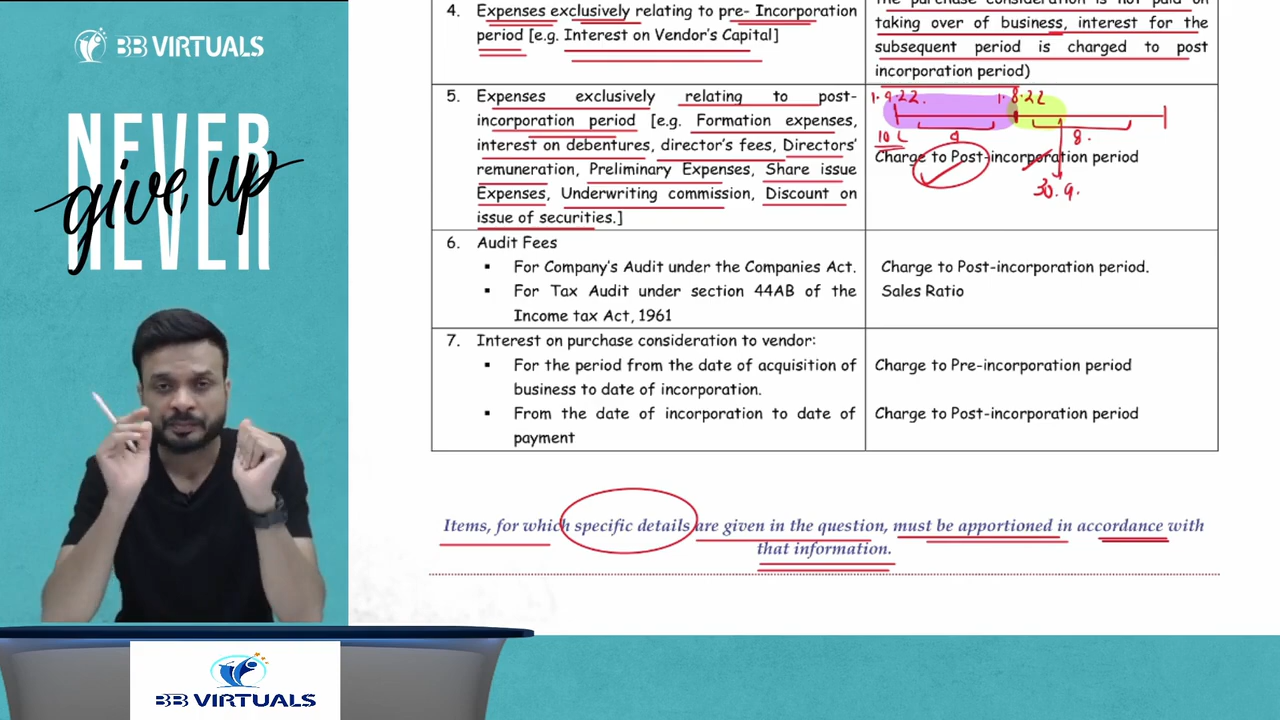 BB VIRTUALS
NEVER
give up
NEVER
4. Expenses exclusively relating to pre- Incorporation
period [e.g. Interest on Vendor's Capital]
the purchase consideration is not paid on
taking over of business, interest for the
subsequent period is charged to post
incorporation period)
5. Expenses exclusively relating to post-
incorporation period [e.g. Formation expenses,
interest on debentures, director's fees, Directors'
remuneration, Preliminary Expenses, Share issue
Expenses, Underwriting commission, Discount on
issue of securities.]
1.4.22. 1.8.22
10 L 4 8.
Charge to Post-incorporation period
30.9.
6. Audit Fees
▪ For Company's Audit under the Companies Act.
▪ For Tax Audit under section 44AB of the
Income tax Act, 1961
Charge to Post-incorporation period.
Sales Ratio
7. Interest on purchase consideration to vendor:
▪ For the period from the date of acquisition of
business to date of incorporation.
▪ From the date of incorporation to date of
payment
Charge to Pre-incorporation period
Charge to Post-incorporation period
Items, for which specific details are given in the question, must be apportioned in accordance with
that information.
BB VIRTUALS